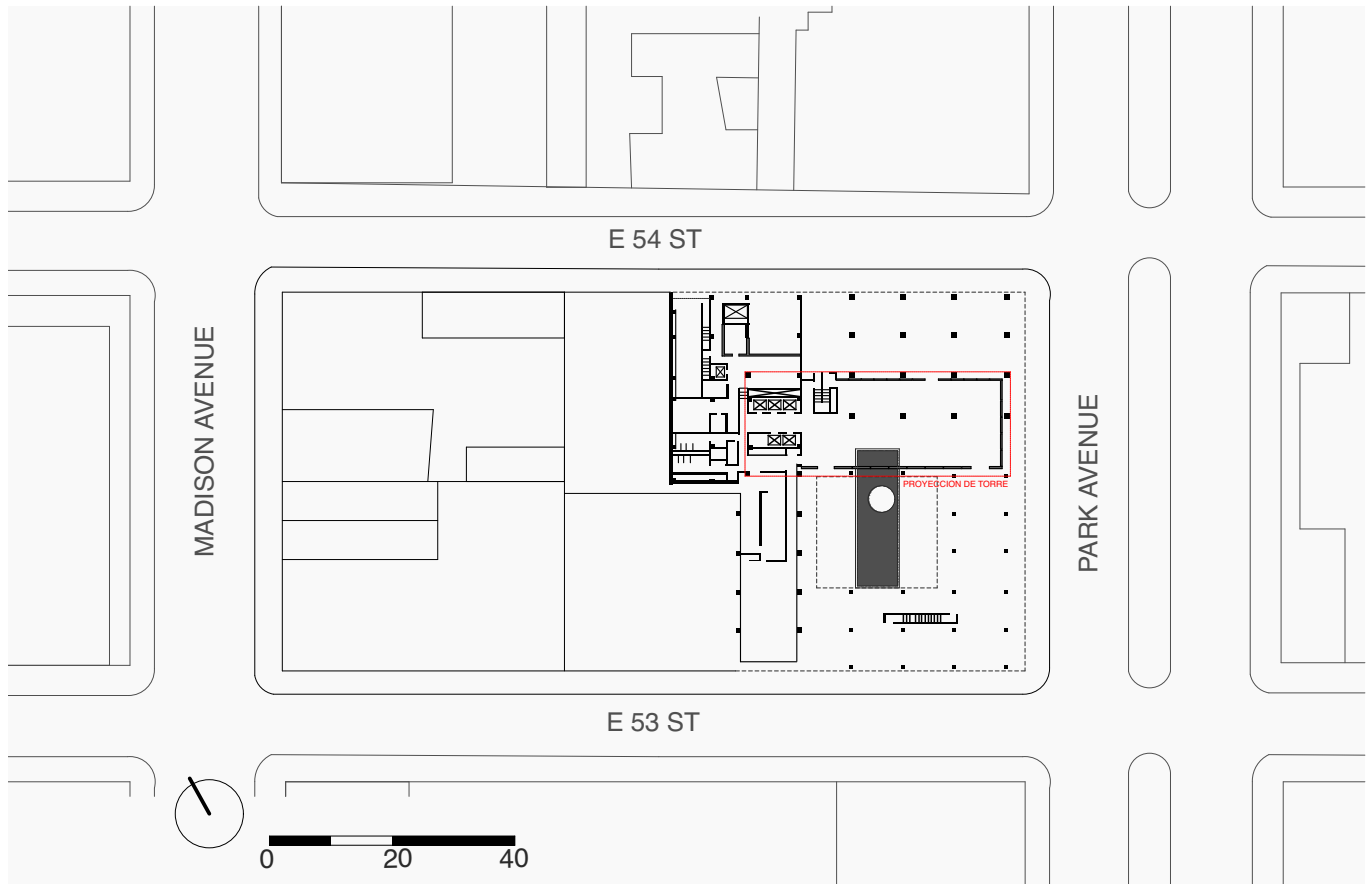 E 54 ST
MADISON AVENUE
PARK AVENUE
PROYECCION DE TORRE
E 53 ST
0 20 40